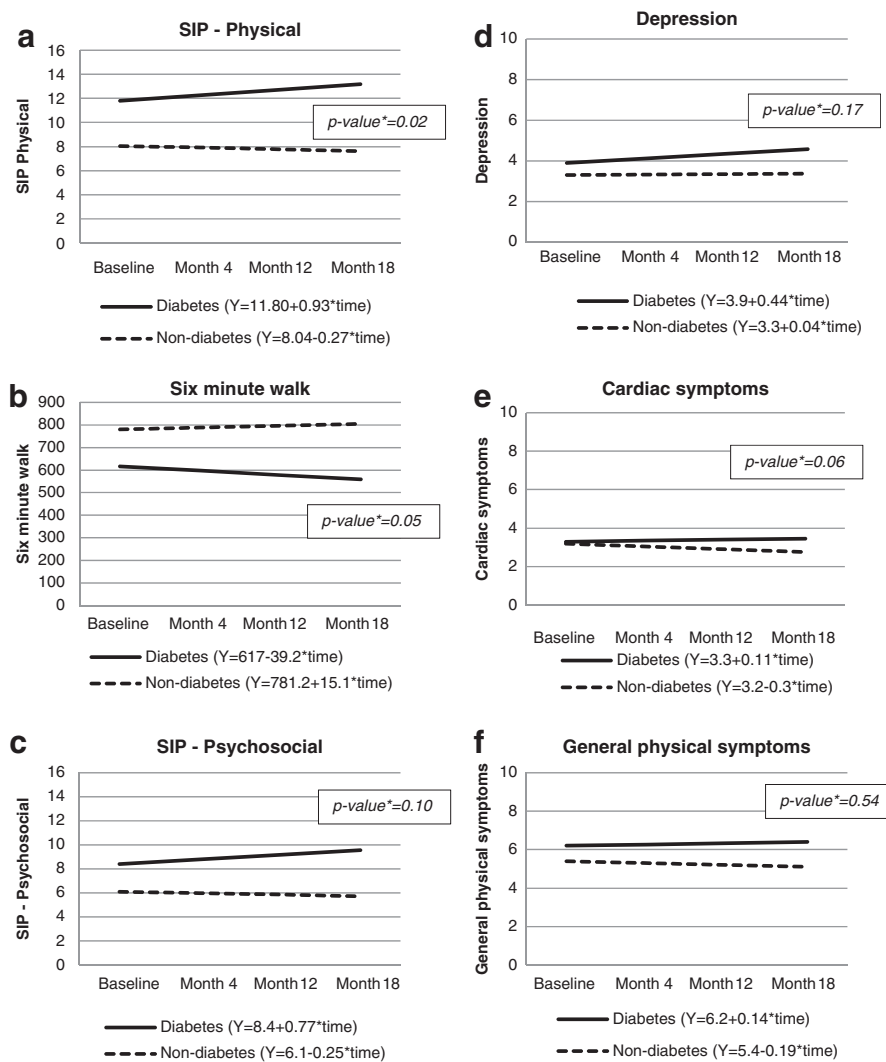 a
SIP - Physical
16
14
12
10
8
6
4
2
0
SIP Physical
p-value*=0.02
Baseline Month 4 Month 12 Month 18
Diabetes (Y=11.80+0.93*time)
Non-diabetes (Y=8.04-0.27*time)
b
Six minute walk
900
800
700
600
500
400
300
200
100
0
Six minute walk
p-value*=0.05
Baseline Month 4 Month 12 Month 18
Diabetes (Y=617-39.2*time)
Non-diabetes (Y=781.2+15.1*time)
c
SIP - Psychosocial
16
14
12
10
8
6
4
2
0
SIP - Psychosocial
p-value*=0.10
Baseline Month 4 Month 12 Month 18
Diabetes (Y=8.4+0.77*time)
Non-diabetes (Y=6.1-0.25*time)
d
Depression
10
8
6
4
2
0
Depression
p-value*=0.17
Baseline Month 4 Month 12 Month 18
Diabetes (Y=3.9+0.44*time)
Non-diabetes (Y=3.3+0.04*time)
e
Cardiac symptoms
10
8
6
4
2
0
Cardiac symptoms
p-value*=0.06
Baseline Month 4 Month 12 Month 18
Diabetes (Y=3.3+0.11*time)
Non-diabetes (Y=3.2-0.3*time)
f
General physical symptoms
10
8
6
4
2
0
General physical symptoms
p-value*=0.54
Baseline Month 4 Month 12 Month 18
Diabetes (Y=6.2+0.14*time)
Non-diabetes (Y=5.4-0.19*time)